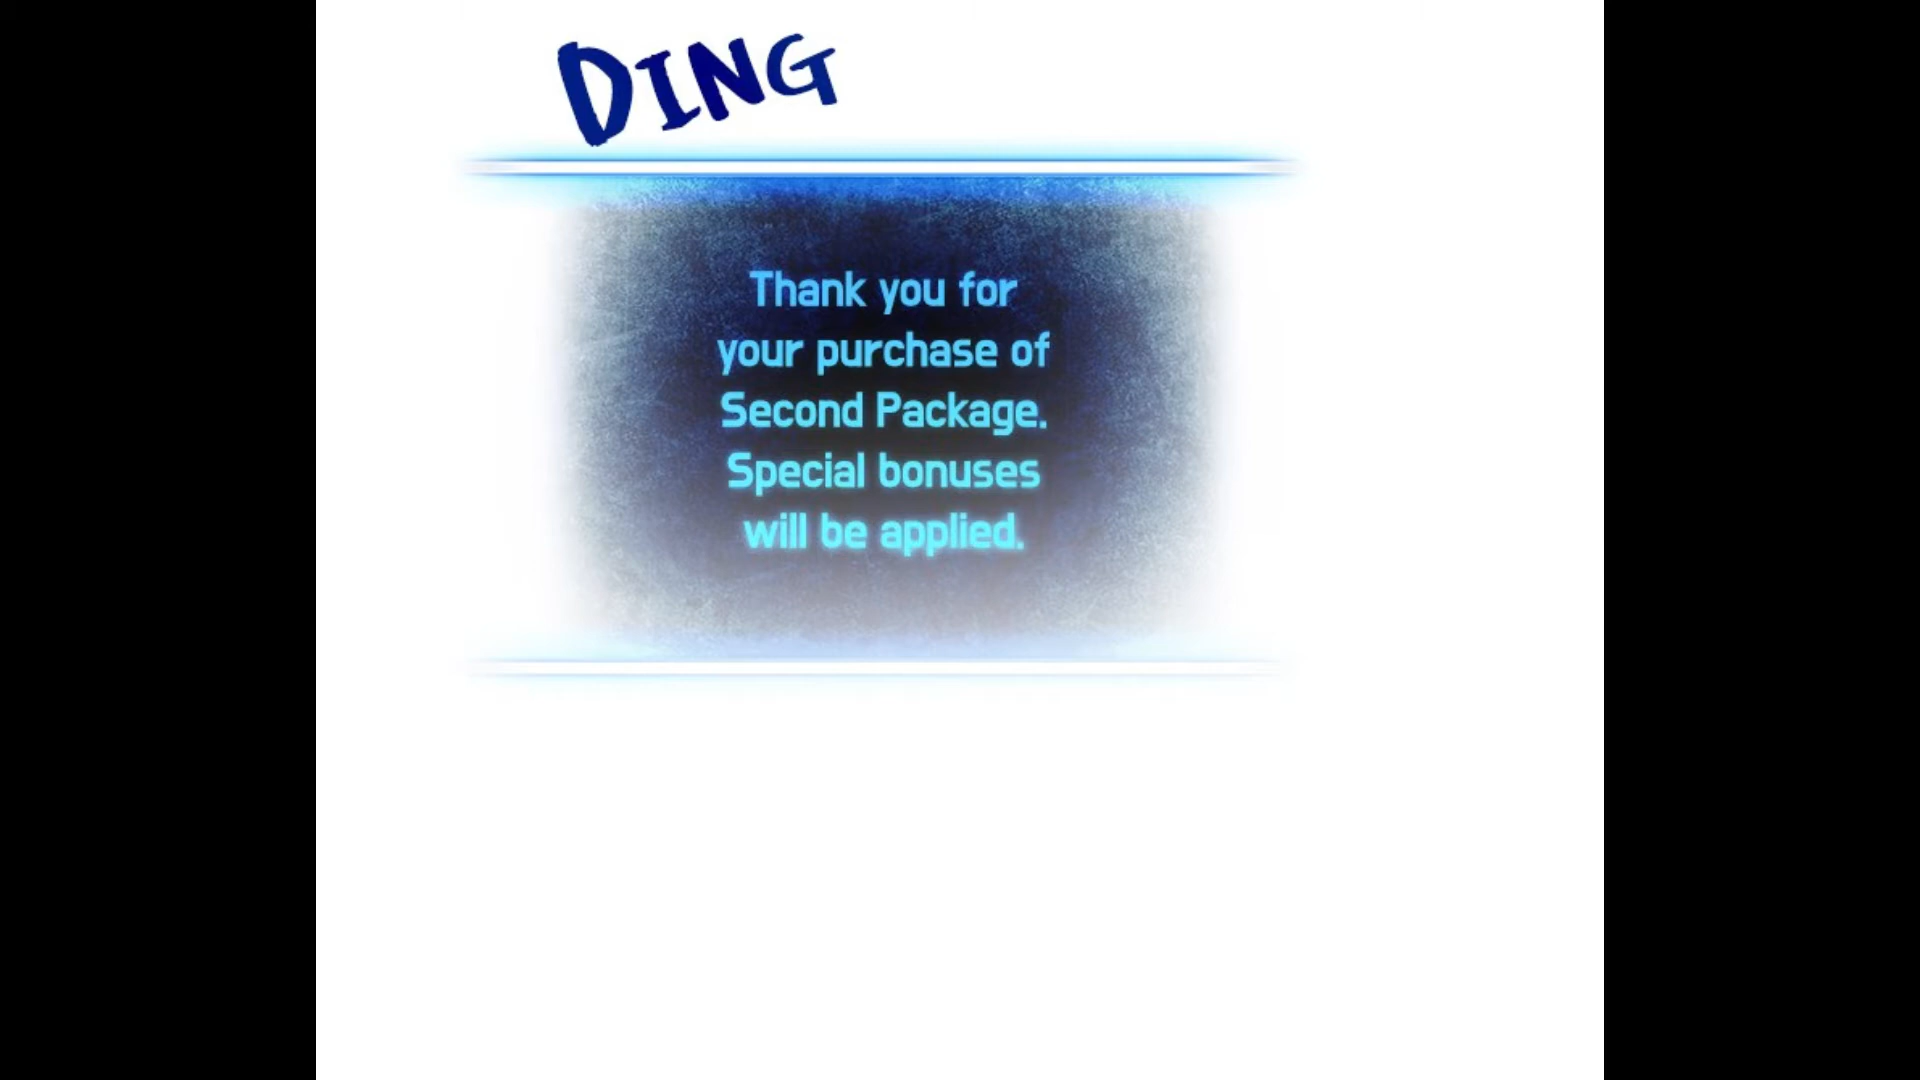 DING
Thank you for
your purchase of
Second Package.
Special bonuses
will be applied.